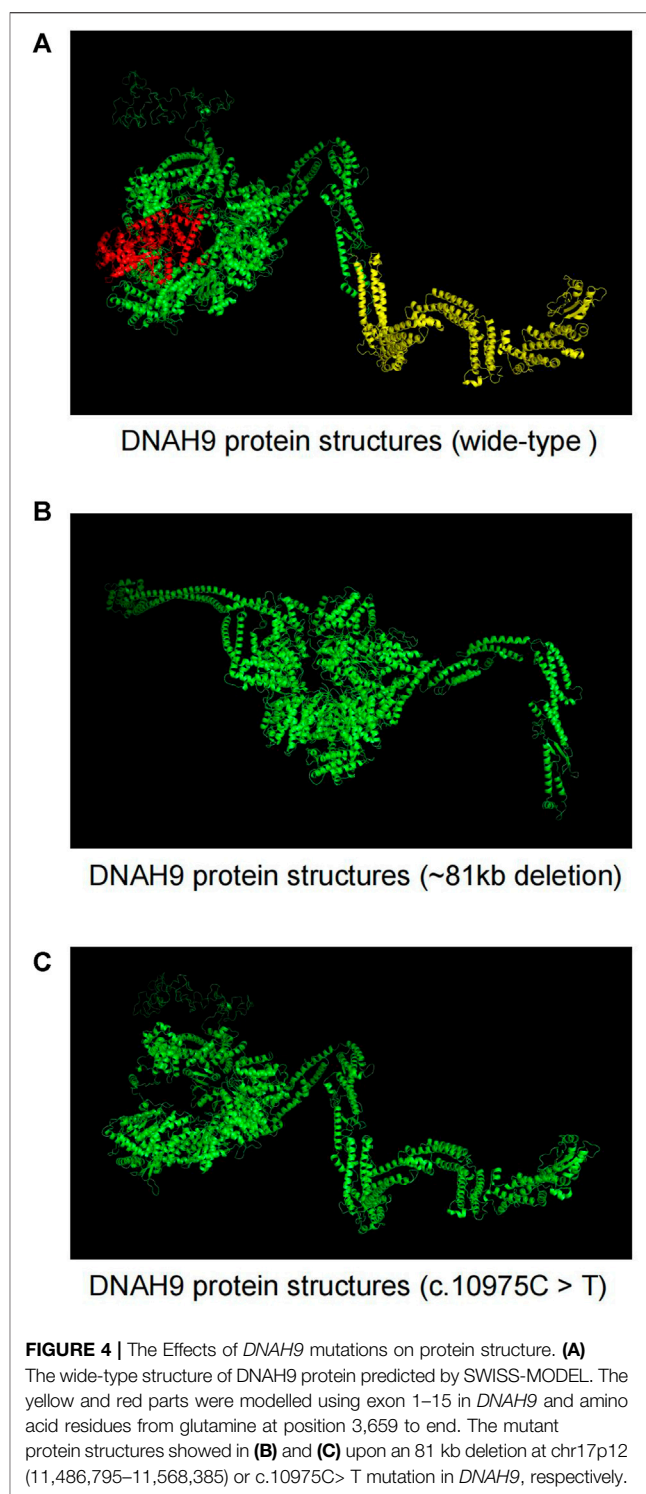 A
DNAH9 protein structures (wide-type )
B
DNAH9 protein structures (~81kb deletion)
C
DNAH9 protein structures (c.10975C > T)
FIGURE 4 | The Effects of DNAH9 mutations on protein structure. (A)
The wide-type structure of DNAH9 protein predicted by SWISS-MODEL. The
yellow and red parts were modelled using exon 1–15 in DNAH9 and amino
acid residues from glutamine at position 3,659 to end. The mutant
protein structures showed in (B) and (C) upon an 81 kb deletion at chr17p12
(11,486,795–11,568,385) or c.10975C> T mutation in DNAH9, respectively.